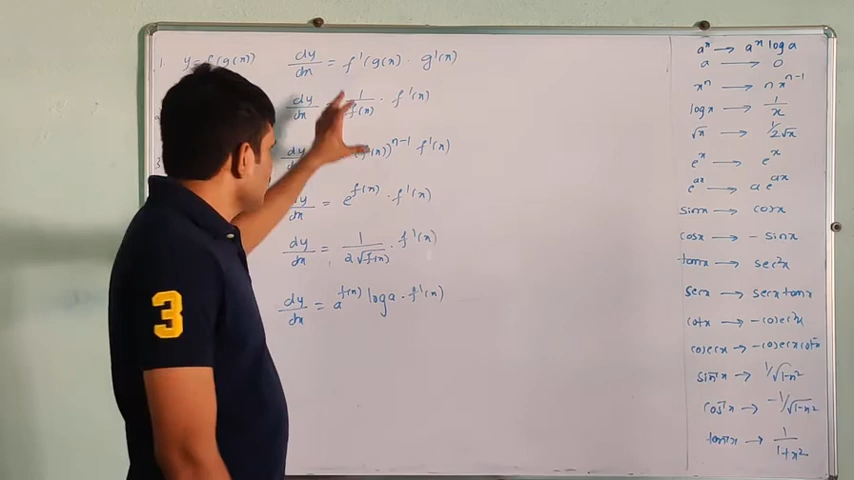 1. y = f(g(x)) dy/dx = f'(g(x)) · g'(x)
dy/dx = 1/f(x) · f'(x)
3 dy/dx (f(x))^n-1 f'(x)
dy/dx = e^f(x) · f'(x)
dy/dx = 1/2√f(x) · f'(x)
dy/dx = a^f(x) log a · f'(x)
3
a^x → a^x log a
a → 0
x^n → n x^n-1
log x → 1/x
√x → 1/2√x
e^x → e^x
e^ax → a e^ax
sinx → cosx
cosx → - sinx
tanx → sec²x
secx → secx tanx
cotx → -cosec²x
cosecx → -cosecx cotx
sin⁻¹x → 1/√1-x²
cos⁻¹x → -1/√1-x²
tan⁻¹x → 1/1+x²